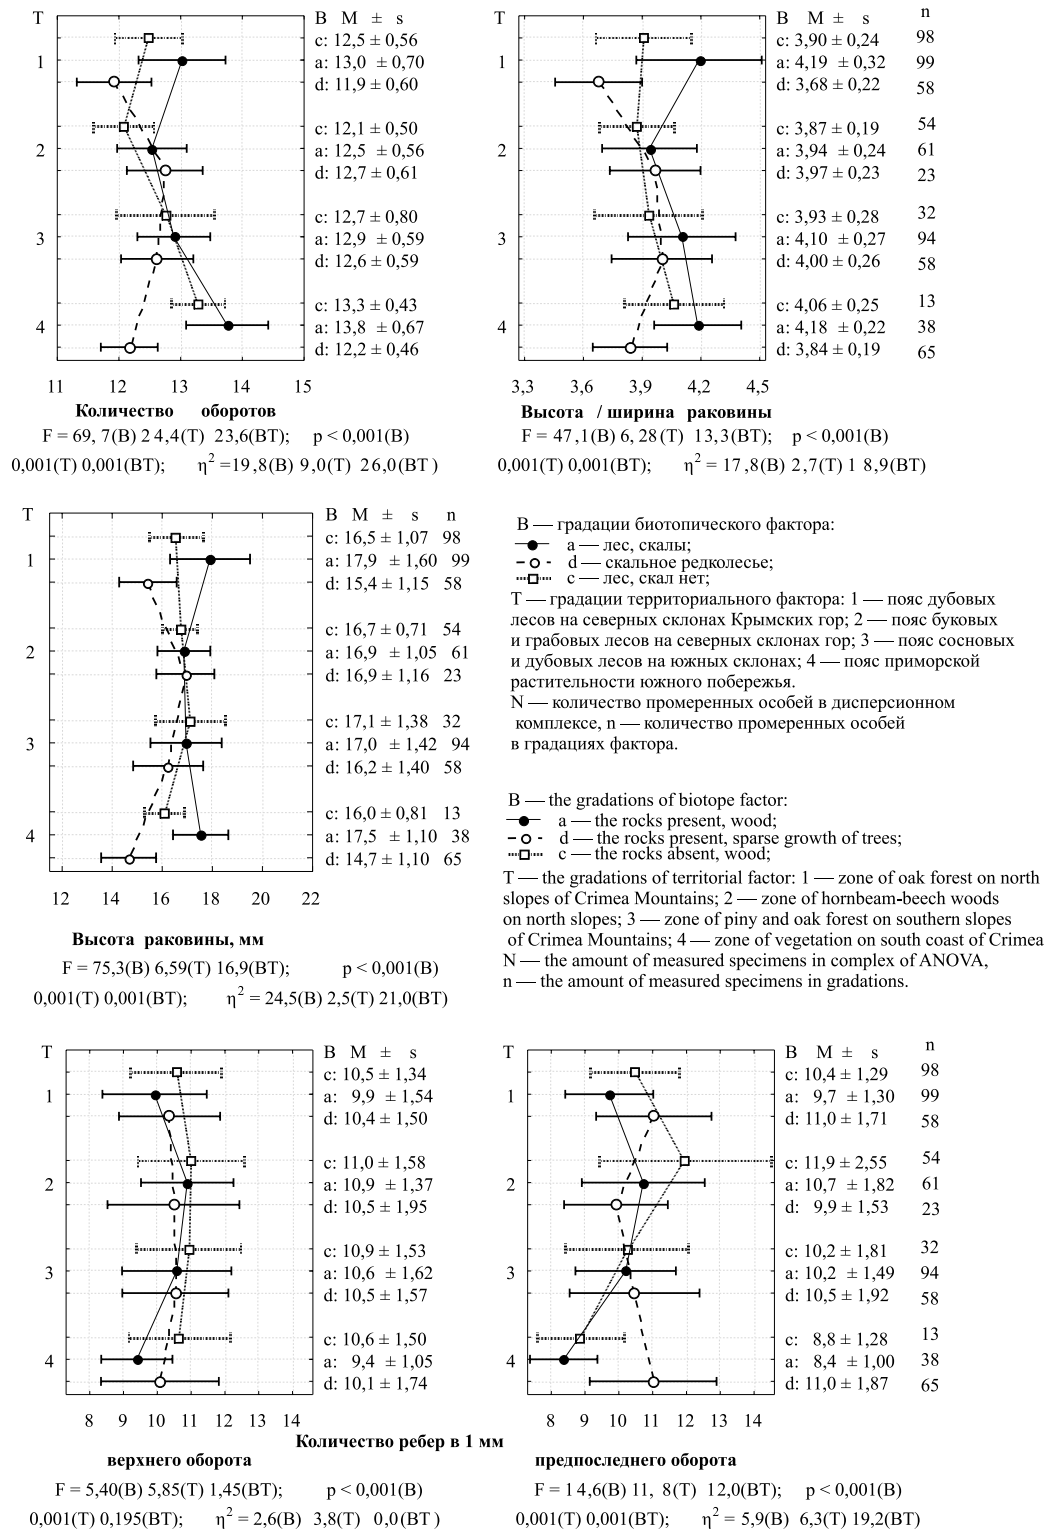 T B M ± s
c: 12,5 ± 0,56
1 a: 13,0 ± 0,70
d: 11,9 ± 0,60
c: 12,1 ± 0,50
2 a: 12,5 ± 0,56
d: 12,7 ± 0,61
c: 12,7 ± 0,80
3 a: 12,9 ± 0,59
d: 12,6 ± 0,59
c: 13,3 ± 0,43
4 a: 13,8 ± 0,67
d: 12,2 ± 0,46
11 12 13 14 15
Количество оборотов
F = 69, 7(B) 2 4,4(T) 23,6(BT); p < 0,001(B)
0,001(T) 0,001(BT); η² =19,8(B) 9,0(T) 26,0(BT )
T B M ± s n
c: 3,90 ± 0,24 98
1 a: 4,19 ± 0,32 99
d: 3,68 ± 0,22 58
c: 3,87 ± 0,19 54
2 a: 3,94 ± 0,24 61
d: 3,97 ± 0,23 23
c: 3,93 ± 0,28 32
3 a: 4,10 ± 0,27 94
d: 4,00 ± 0,26 58
c: 4,06 ± 0,25 13
4 a: 4,18 ± 0,22 38
d: 3,84 ± 0,19 65
3,3 3,6 3,9 4,2 4,5
Высота / ширина раковины
F = 47,1(B) 6, 28(T) 13,3(BT); p < 0,001(B)
0,001(T) 0,001(BT); η² = 17,8(B) 2,7(T) 1 8,9(BT)
T B M ± s n
c: 16,5 ± 1,07 98
1 a: 17,9 ± 1,60 99
d: 15,4 ± 1,15 58
c: 16,7 ± 0,71 54
2 a: 16,9 ± 1,05 61
d: 16,9 ± 1,16 23
c: 17,1 ± 1,38 32
3 a: 17,0 ± 1,42 94
d: 16,2 ± 1,40 58
c: 16,0 ± 0,81 13
4 a: 17,5 ± 1,10 38
d: 14,7 ± 1,10 65
12 14 16 18 20 22
Высота раковины, мм
F = 75,3(B) 6,59(T) 16,9(BT); p < 0,001(B)
0,001(T) 0,001(BT); η² = 24,5(B) 2,5(T) 21,0(BT)
B — градации биотопического фактора:
a — лес, скалы;
d — скальное редколесье;
c — лес, скал нет;
T — градации территориального фактора: 1 — пояс дубовых
лесов на северных склонах Крымских гор; 2 — пояс буковых
и грабовых лесов на северных склонах гор; 3 — пояс сосновых
и дубовых лесов на южных склонах; 4 — пояс приморской
растительности южного побережья.
N — количество промеренных особей в дисперсионном
комплексе, n — количество промеренных особей
в градациях фактора.
B — the gradations of biotope factor:
a — the rocks present, wood;
d — the rocks present, sparse growth of trees;
c — the rocks absent, wood;
T — the gradations of territorial factor: 1 — zone of oak forest on north
slopes of Crimea Mountains; 2 — zone of hornbeam-beech woods
on north slopes; 3 — zone of piny and oak forest on southern slopes
of Crimea Mountains; 4 — zone of vegetation on south coast of Crimea
N — the amount of measured specimens in complex of ANOVA,
n — the amount of measured specimens in gradations.
T B M ± s
c: 10,5 ± 1,34
1 a: 9,9 ± 1,54
d: 10,4 ± 1,50
c: 11,0 ± 1,58
2 a: 10,9 ± 1,37
d: 10,5 ± 1,95
c: 10,9 ± 1,53
3 a: 10,6 ± 1,62
d: 10,5 ± 1,57
c: 10,6 ± 1,50
4 a: 9,4 ± 1,05
d: 10,1 ± 1,74
8 9 10 11 12 13 14
T B M ± s n
c: 10,4 ± 1,29 98
1 a: 9,7 ± 1,30 99
d: 11,0 ± 1,71 58
c: 11,9 ± 2,55 54
2 a: 10,7 ± 1,82 61
d: 9,9 ± 1,53 23
c: 10,2 ± 1,81 32
3 a: 10,2 ± 1,49 94
d: 10,5 ± 1,92 58
c: 8,8 ± 1,28 13
4 a: 8,4 ± 1,00 38
d: 11,0 ± 1,87 65
8 9 10 11 12 13 14
Количество ребер в 1 мм
верхнего оборота
F = 5,40(B) 5,85(T) 1,45(BT); p < 0,001(B)
0,001(T) 0,195(BT); η² = 2,6(B) 3,8(T) 0,0(BT )
предпоследнего оборота
F = 1 4,6(B) 11, 8(T) 12,0(BT); p < 0,001(B)
0,001(T) 0,001(BT); η² = 5,9(B) 6,3(T) 19,2(BT)